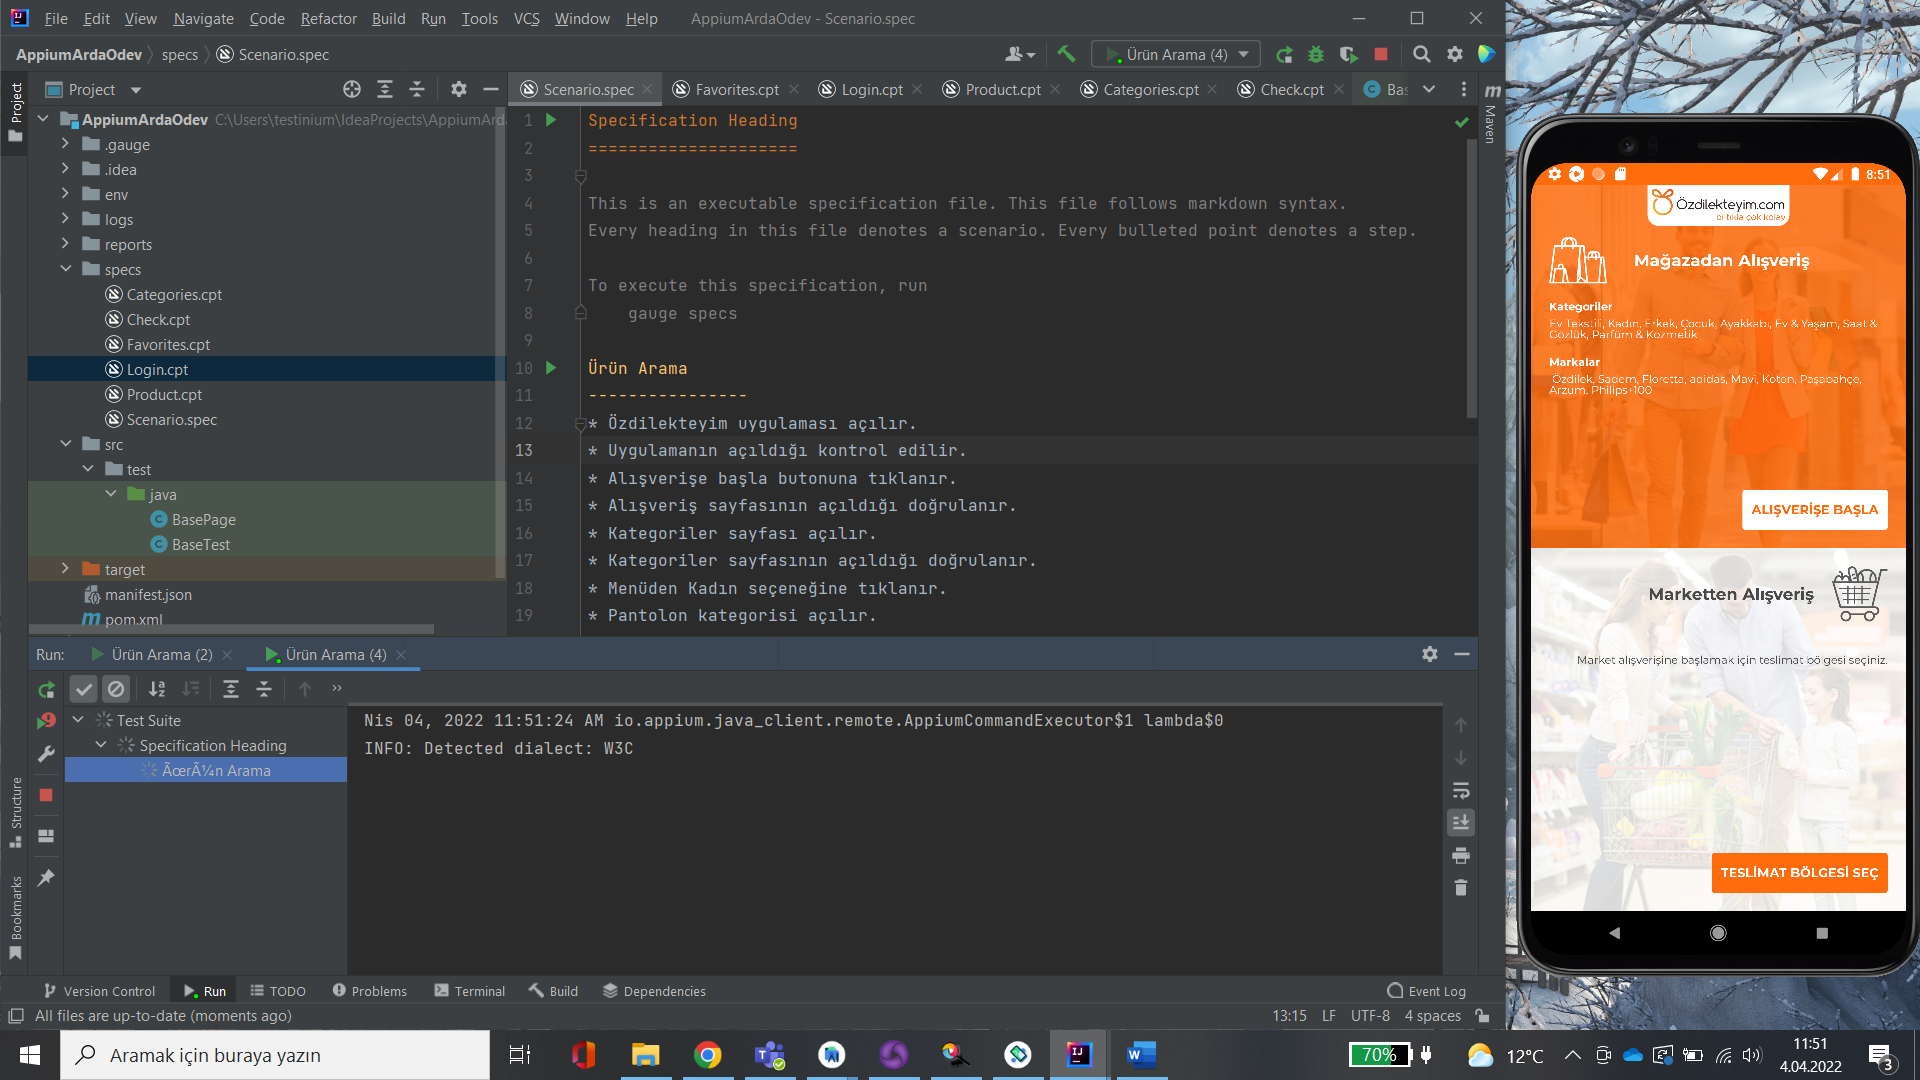 File Edit View Navigate Code Refactor Build Run Tools VCS Window Help AppiumArdaOdev - Scenario.spec
AppiumArdaOdev specs Scenario.spec Ürün Arama (4)
Project
Project
Scenario.spec Favorites.cpt Login.cpt Product.cpt Categories.cpt Check.cpt Bas
Maven
AppiumArdaOdev C:\Users\testinium\IdeaProjects\AppiumArd
.gauge
.idea
env
logs
reports
specs
Categories.cpt
Check.cpt
Favorites.cpt
Login.cpt
Product.cpt
Scenario.spec
src
test
java
BasePage
BaseTest
target
manifest.json
pom.xml
1 Specification Heading
2 =====================
3
4 This is an executable specification file. This file follows markdown syntax.
5 Every heading in this file denotes a scenario. Every bulleted point denotes a step.
6
7 To execute this specification, run
8 gauge specs
9
10 Ürün Arama
11 ----------------
12 * Özdilekteyim uygulaması açılır.
13 * Uygulamanın açıldığı kontrol edilir.
14 * Alışverişe başla butonuna tıklanır.
15 * Alışveriş sayfasının açıldığı doğrulanır.
16 * Kategoriler sayfası açılır.
17 * Kategoriler sayfasının açıldığı doğrulanır.
18 * Menüden Kadın seçeneğine tıklanır.
19 * Pantolon kategorisi açılır.
Run: Ürün Arama (2) Ürün Arama (4)
Test Suite
Specification Heading
ÃœrÃ¼n Arama
Nis 04, 2022 11:51:24 AM io.appium.java_client.remote.AppiumCommandExecutor$1 lambda$0
INFO: Detected dialect: W3C
Structure
Bookmarks
Version Control Run TODO Problems Terminal Build Dependencies Event Log
All files are up-to-date (moments ago) 13:15 LF UTF-8 4 spaces
8:51
Özdilekteyim.com
bi tıkla çok kolay
Mağazadan Alışveriş
Kategoriler
Ev Tekstili, Kadın, Erkek, Çocuk, Ayakkabı, Ev & Yaşam, Saat &
Gözlük, Parfüm & Kozmetik
Markalar
Özdilek, Sadem, Floretta, adidas, Mavi, Koton, Paşabahçe,
Arzum, Philips+100
ALIŞVERİŞE BAŞLA
Marketten Alışveriş
Market alışverişine başlamak için teslimat bölgesi seçiniz.
TESLİMAT BÖLGESİ SEÇ
Aramak için buraya yazın
70% 12°C 11:51
4.04.2022 3